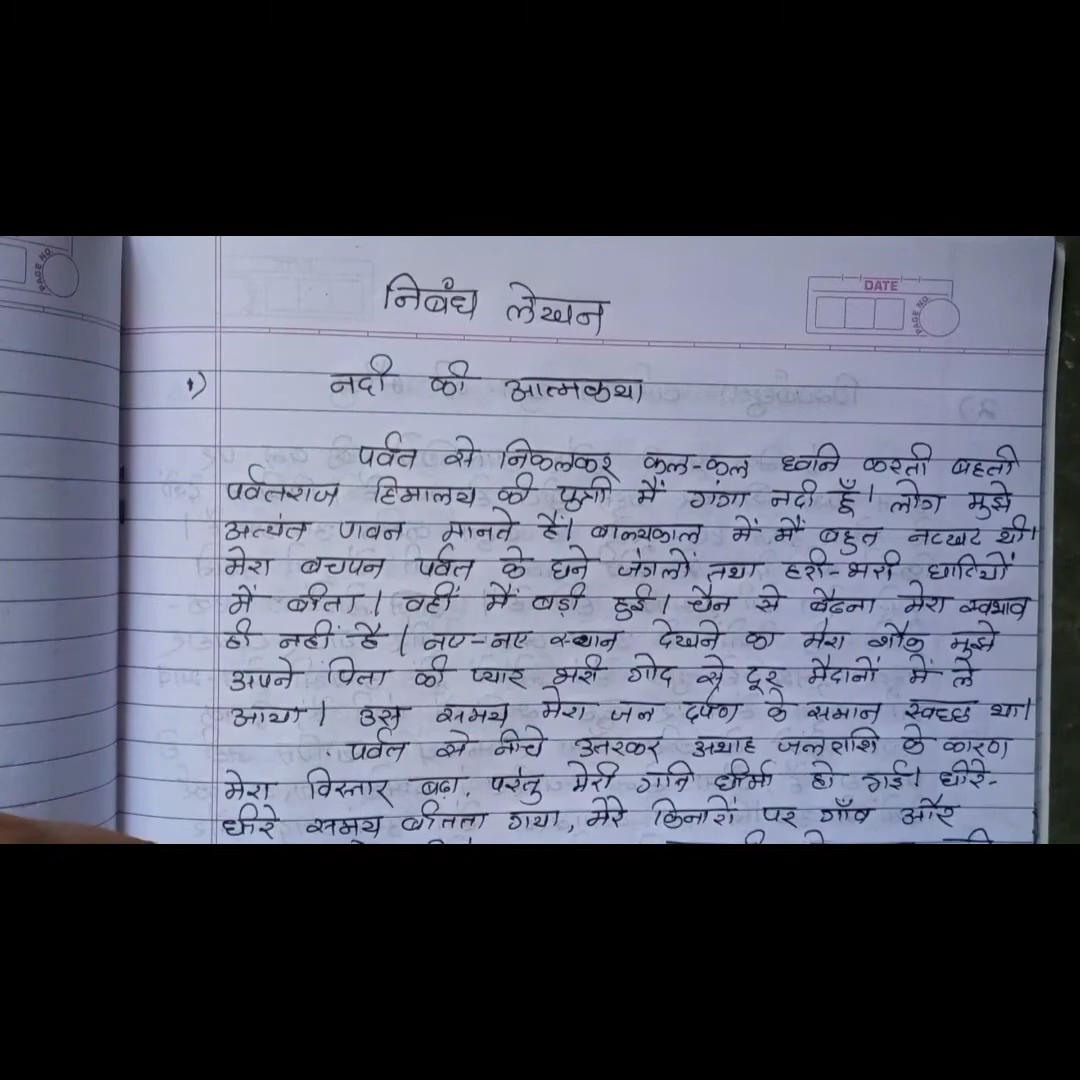 PAGE NO
निबंध लेखन
DATE
PAGE NO
१) नदी की आत्मकथा
पर्वत से निकलकर कल-कल ध्वनि करती बहती
पर्वतराज हिमालय की पुत्री मैं गंगा नदी हूँ। लोग मुझे
अत्यंत पावन मानते हैं। बाल्यकाल में मैं बहुत नटखट थी।
मेरा बचपन पर्वत के घने जंगलों तथा हरी-भरी घाटियों
में बीता। वहीं मैं बड़ी हुई। चैन से बैठना मेरा स्वभाव
ही नहीं है। नए-नए स्थान देखने का मेरा शौक मुझे
अपने पिता की प्यार भरी गोद से दूर मैदानों में ले
आया। उस समय मेरा जल दर्पण के समान स्वच्छ था।
पर्वत से नीचे उतरकर अथाह जलराशि के कारण
मेरा विस्तार बढ़ा, परंतु मेरी गति धीमी हो गई। धीरे-
धीरे समय बीतता गया, मेरे किनारों पर गाँव और